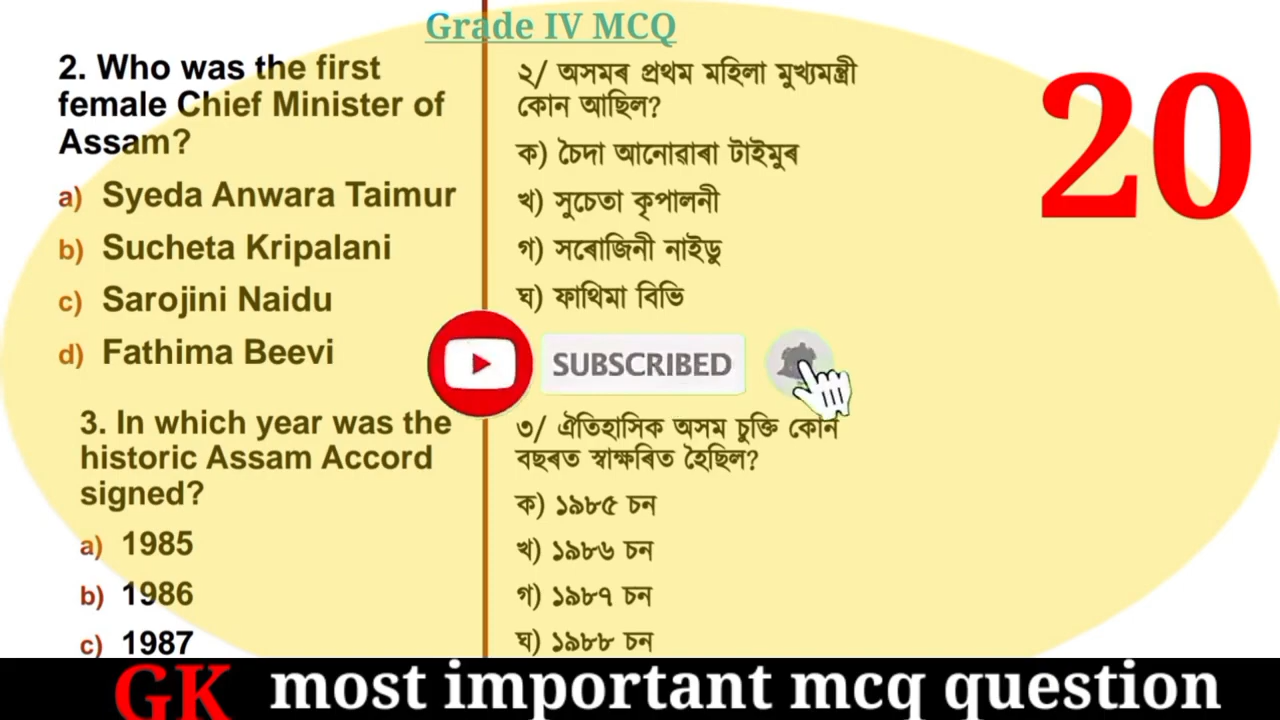 Grade IV MCQ
2. Who was the first
female Chief Minister of
Assam?
a) Syeda Anwara Taimur
b) Sucheta Kripalani
c) Sarojini Naidu
d) Fathima Beevi
3. In which year was the
historic Assam Accord
signed?
a) 1985
b) 1986
c) 1987
২/ অসমৰ প্ৰথম মহিলা মুখ্যমন্ত্ৰী
কোন আছিল?
ক) চৈদা আনোৱাৰা টাইমুৰ
খ) সুচেতা কৃপালনী
গ) সৰোজিনী নাইডু
ঘ) ফাথিমা বিভি
SUBSCRIBED
৩/ ঐতিহাসিক অসম চুক্তি কোন
বছৰত স্বাক্ষৰিত হৈছিল?
ক) ১৯৮৫ চন
খ) ১৯৮৬ চন
গ) ১৯৮৭ চন
ঘ) ১৯৮৮ চন
20
GK most important mcq question